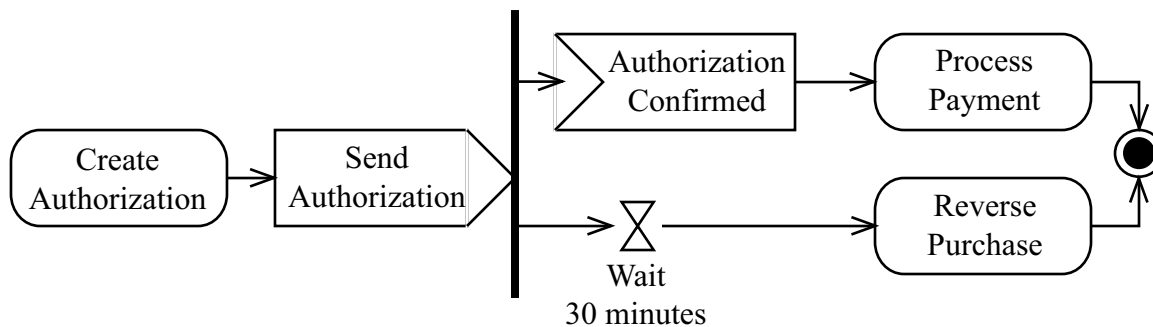 Create
Authorization
Send
Authorization
Authorization
Confirmed
Process
Payment
Wait
30 minutes
Reverse
Purchase